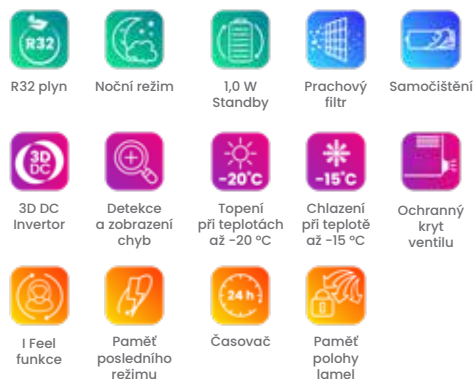 R32
R32 plyn
Noční režim
1,0 W
Standby
Prachový
filtr
Samočištění
3D
DC
3D DC
Invertor
Detekce
a zobrazení
chyb
-20°C
Topení
při teplotách
až -20 °C
-15°C
Chlazení
při teplotě
až -15 °C
Ochranný
kryt
ventilu
I Feel
funkce
Paměť
posledního
režimu
24 h
Časovač
Paměť
polohy
lamel